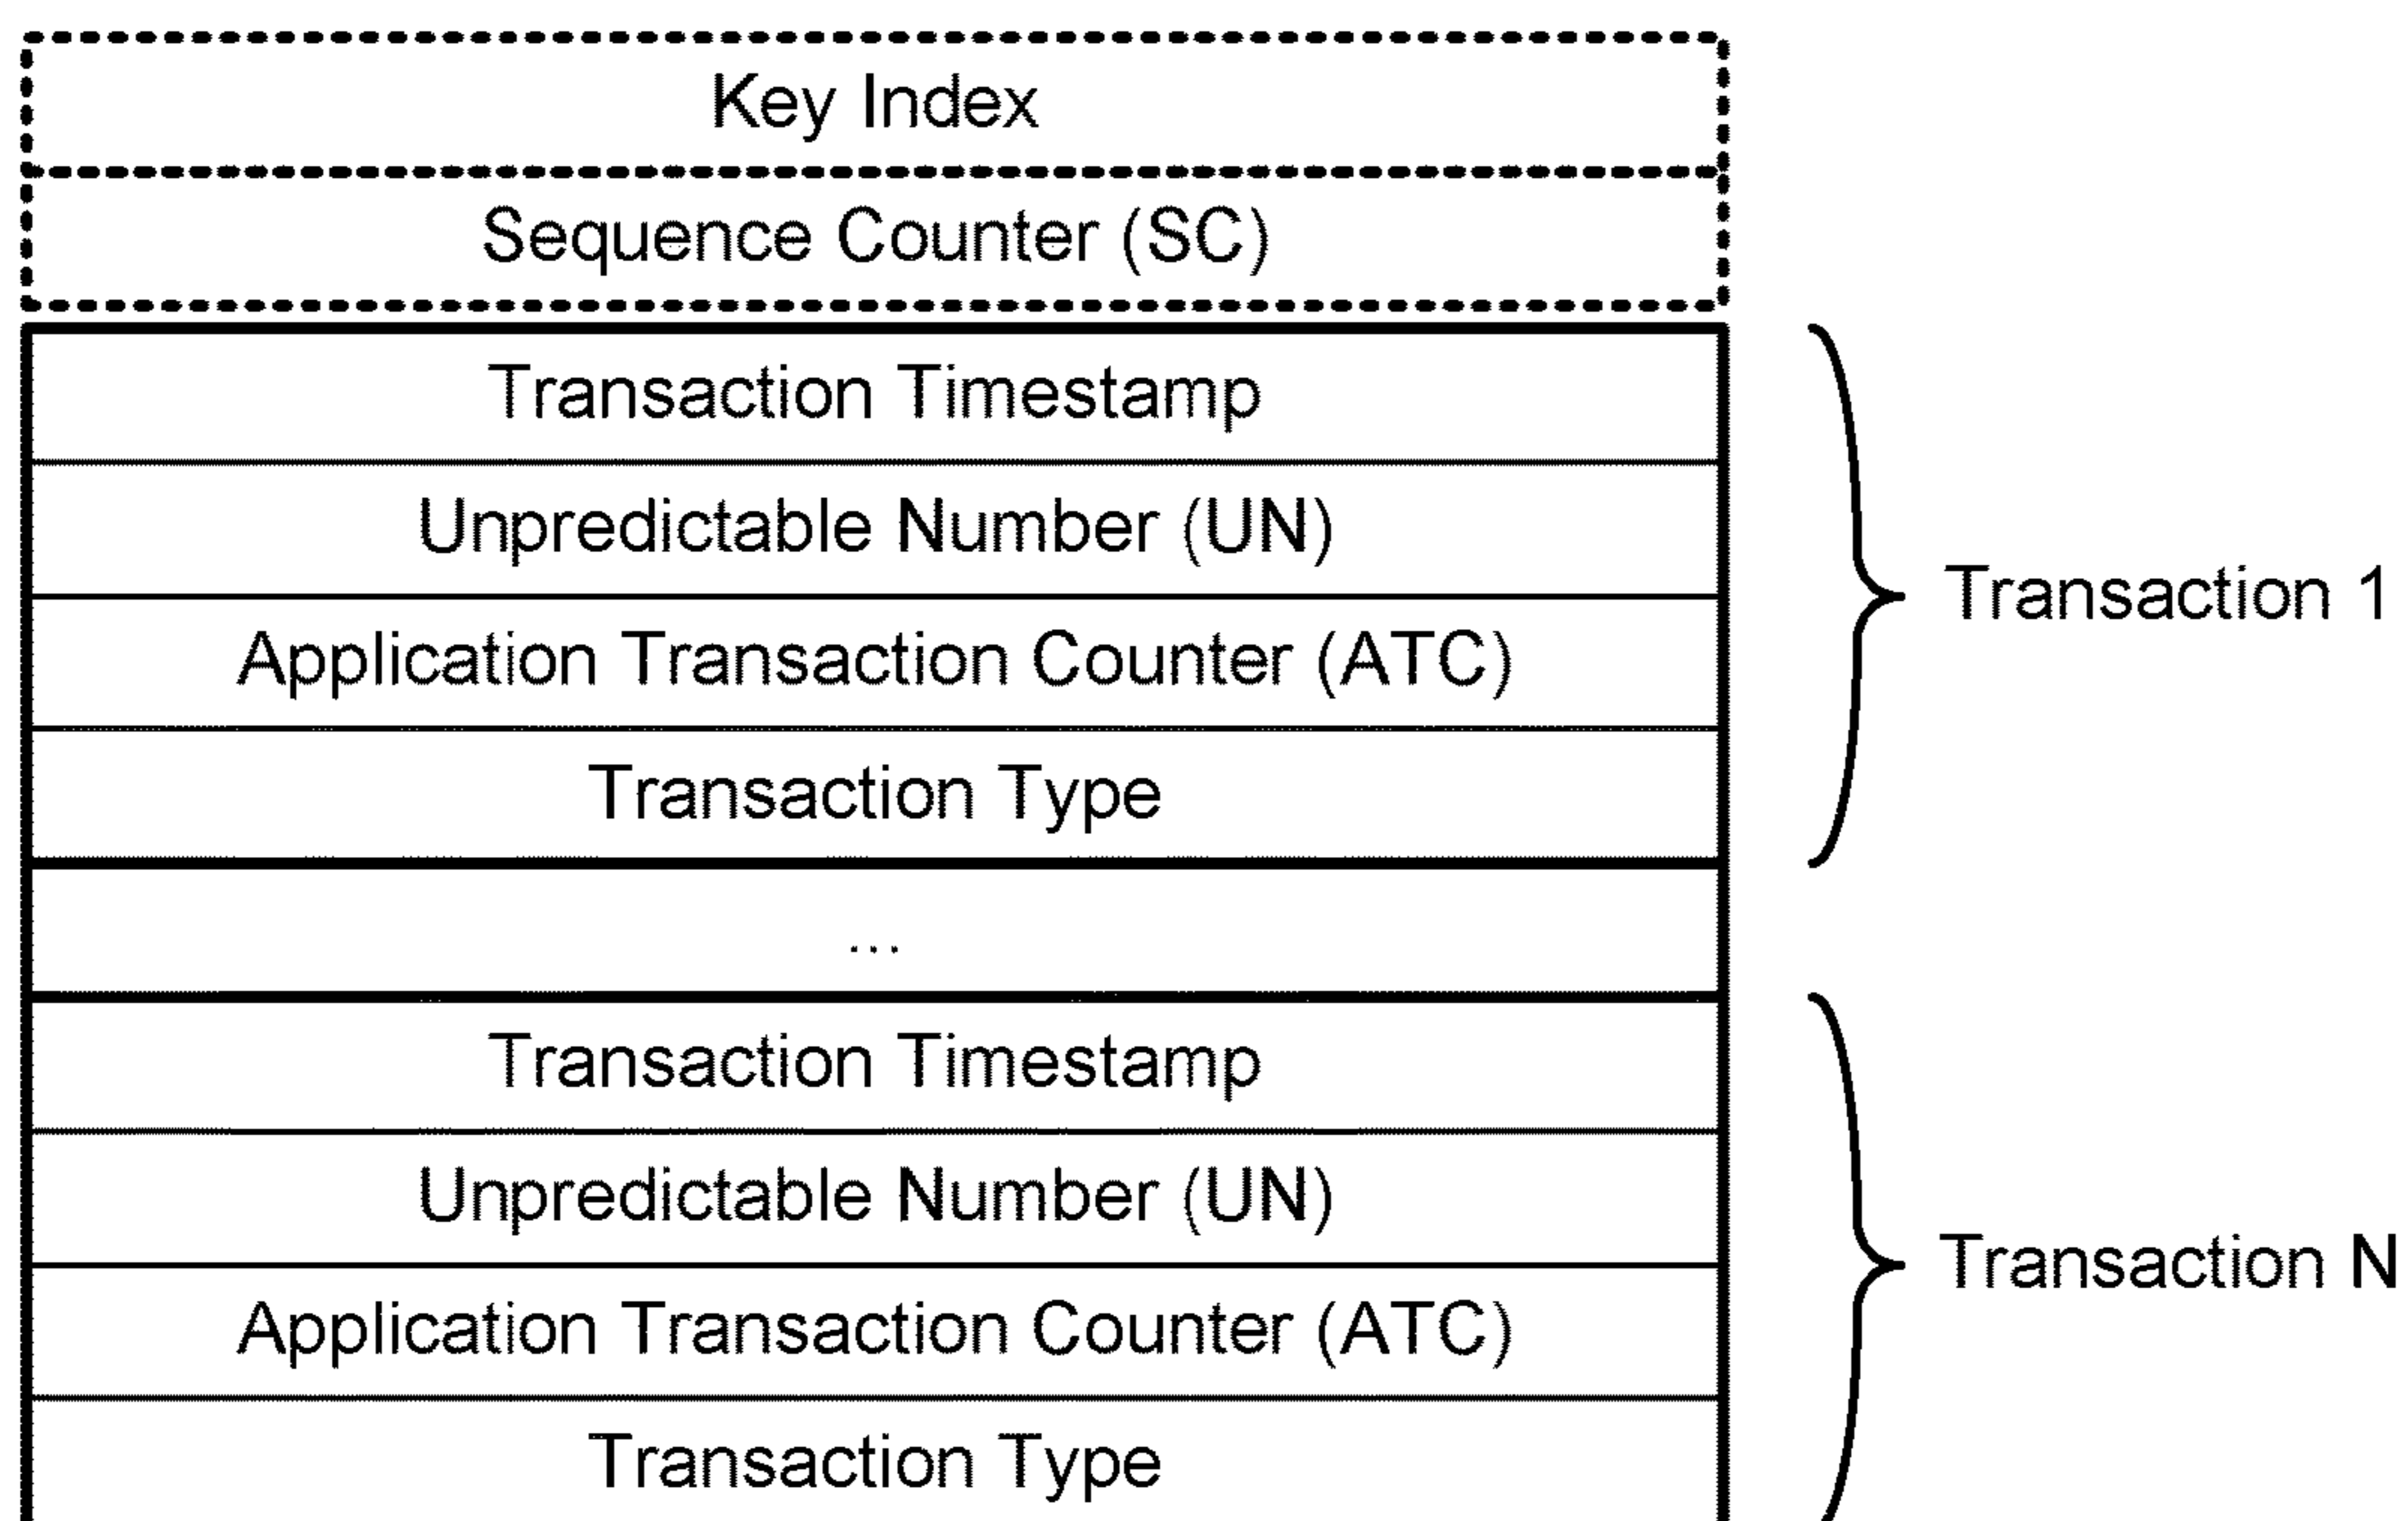 Key Index
Sequence Counter (SC)
Transaction Timestamp
Unpredictable Number (UN)
Application Transaction Counter (ATC)
Transaction Type
Transaction 1
...
Transaction Timestamp
Unpredictable Number (UN)
Application Transaction Counter (ATC)
Transaction Type
Transaction N